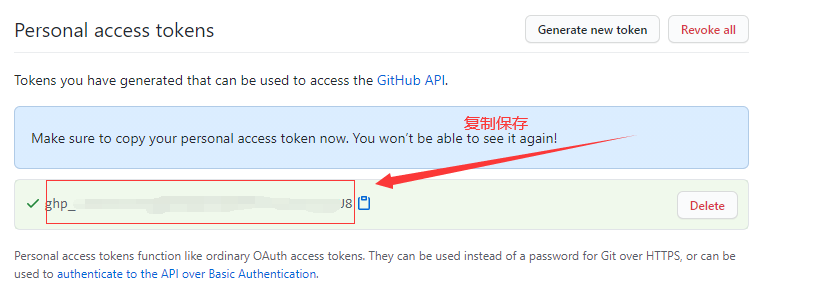 Personal access tokens Generate new token Revoke all
Tokens you have generated that can be used to access the GitHub API.
复制保存
Make sure to copy your personal access token now. You won't be able to see it again!
ghp_ J8 Delete
Personal access tokens function like ordinary OAuth access tokens. They can be used instead of a password for Git over HTTPS, or can be
used to authenticate to the API over Basic Authentication.